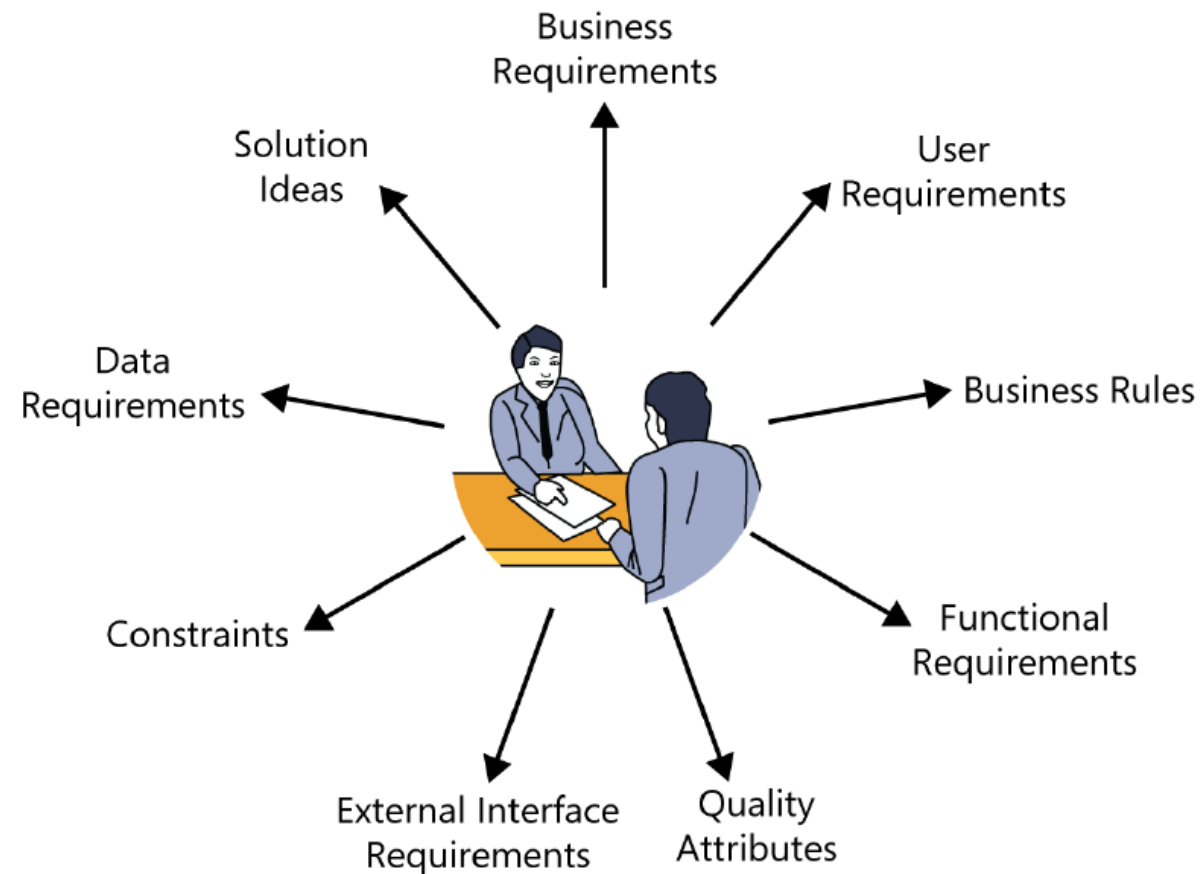 Business
Requirements
Solution
Ideas
User
Requirements
Data
Requirements
Business Rules
Constraints
Functional
Requirements
External Interface
Requirements
Quality
Attributes